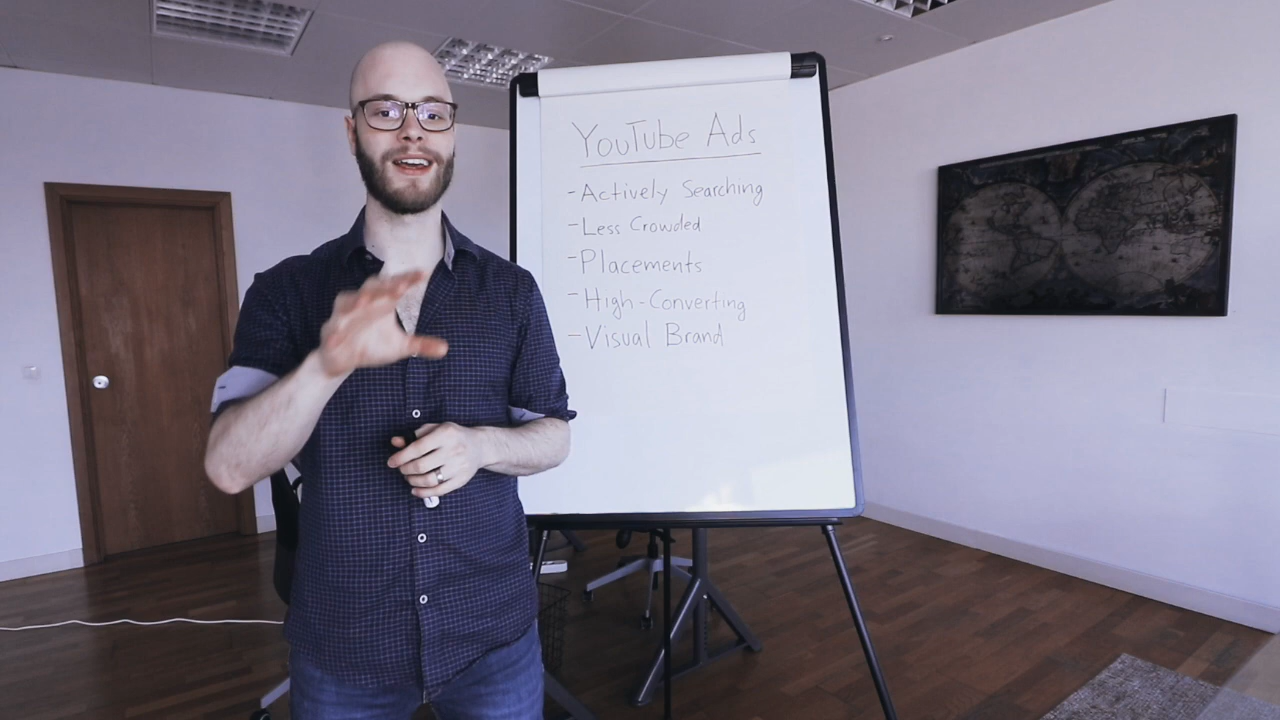 YouTube Ads
-Actively Searching
-Less Crowded
-Placements
-High-Converting
-Visual Brand